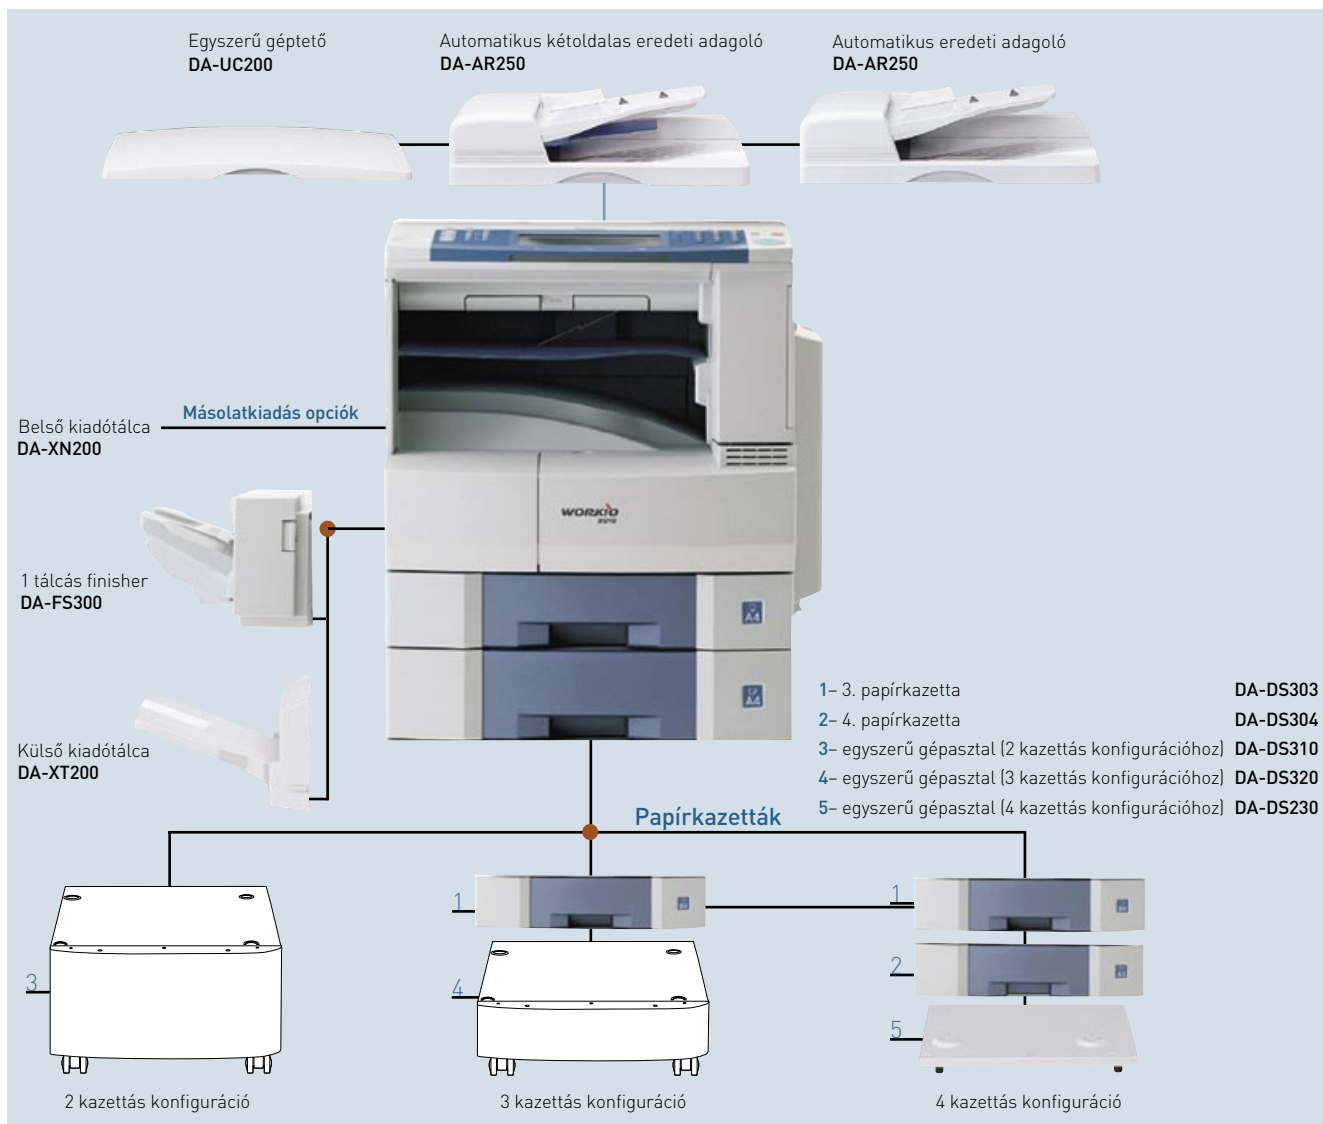 Egyszerű géptető
DA-UC200
Automatikus kétoldalas eredeti adagoló
DA-AR250
Automatikus eredeti adagoló
DA-AR250
Másolatkiadás opciók
Belső kiadótálca
DA-XN200
WORKiO
1 tálcás finisher
DA-FS300
A4
A4
Külső kiadótálca
DA-XT200
1– 3. papírkazetta DA-DS303
2– 4. papírkazetta DA-DS304
3– egyszerű gépasztal (2 kazettás konfigurációhoz) DA-DS310
4– egyszerű gépasztal (3 kazettás konfigurációhoz) DA-DS320
5– egyszerű gépasztal (4 kazettás konfigurációhoz) DA-DS230
Papírkazetták
3
1
4
1
2
5
2 kazettás konfiguráció
3 kazettás konfiguráció
4 kazettás konfiguráció